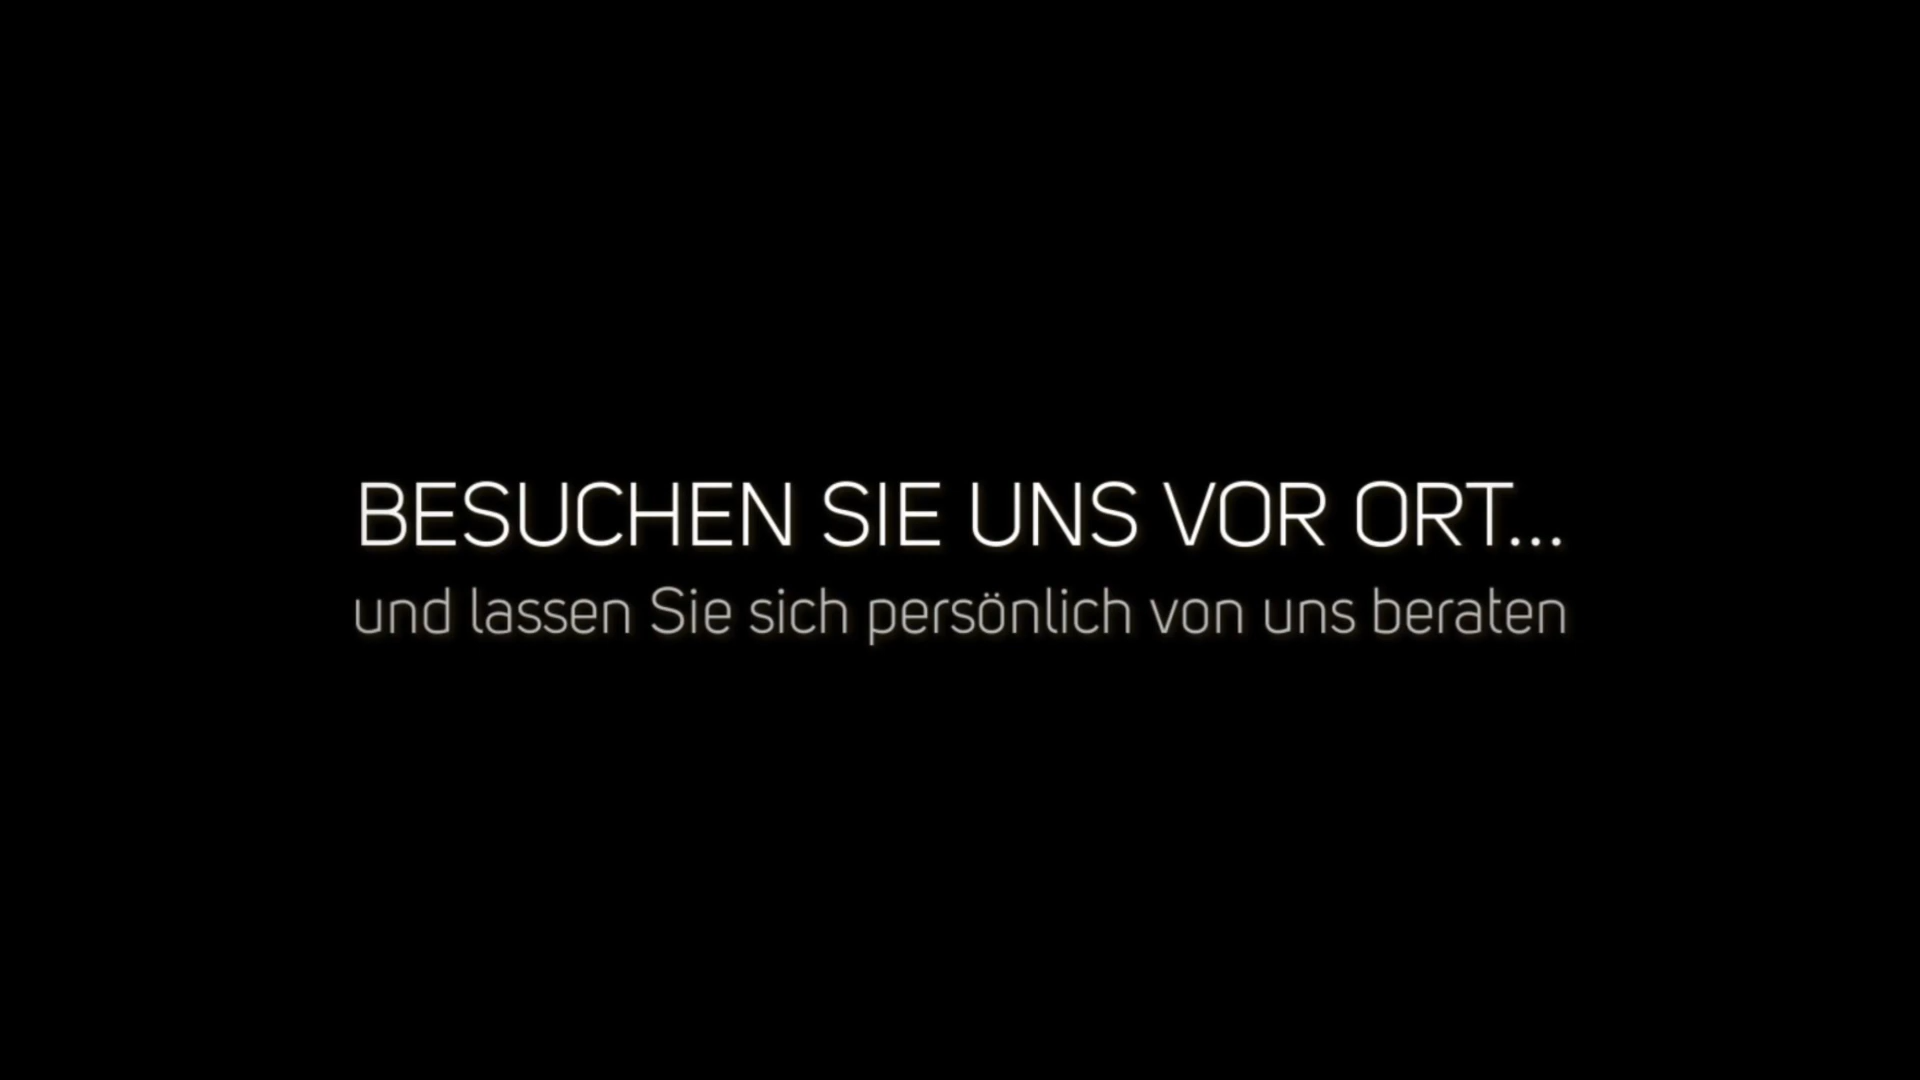 BESUCHEN SIE UNS VOR ORT...
und lassen Sie sich persönlich von uns beraten